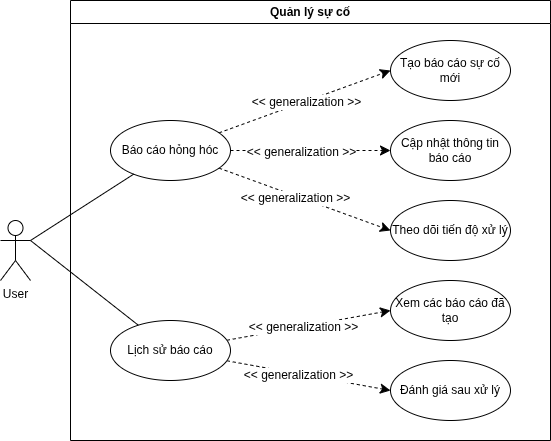 Quản lý sự cố
Tạo báo cáo sự cố
mới
<< generalization >>
Báo cáo hỏng hóc
<< generalization >>
Cập nhật thông tin
báo cáo
<< generalization >>
Theo dõi tiến độ xử lý
User
Xem các báo cáo đã
tạo
<< generalization >>
Lịch sử báo cáo
<< generalization >>
Đánh giá sau xử lý